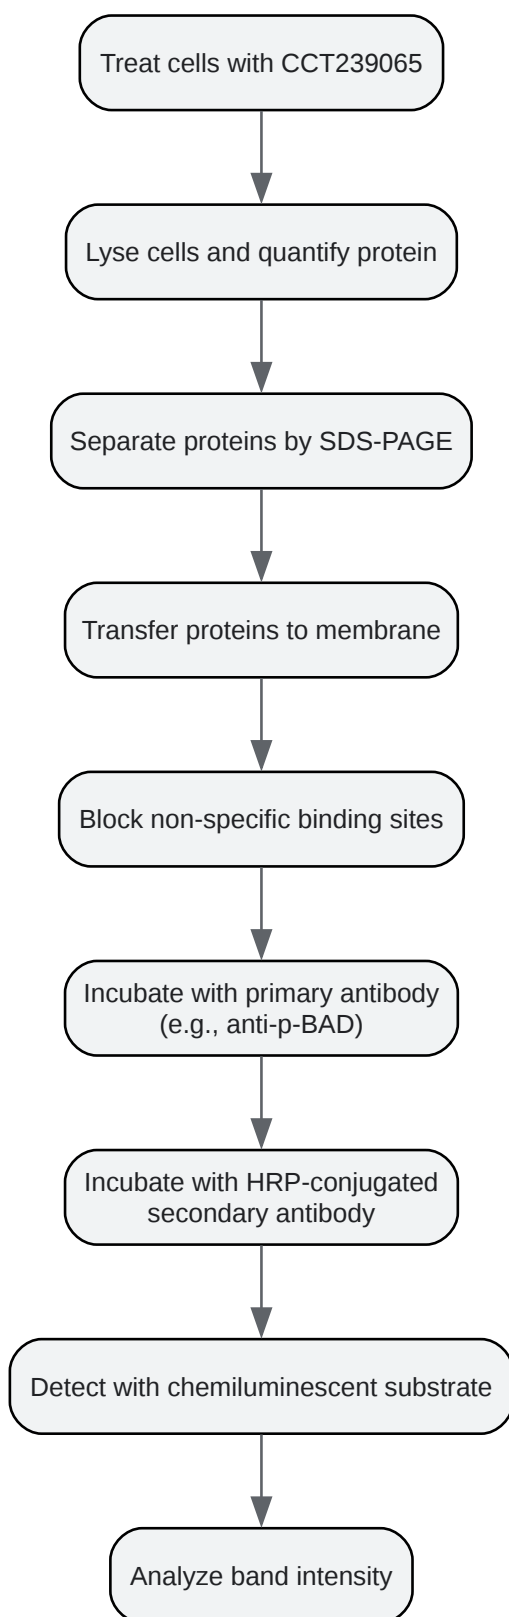 Treat cells with CCT239065
Lyse cells and quantify protein
Separate proteins by SDS-PAGE
Transfer proteins to membrane
Block non-specific binding sites
Incubate with primary antibody
(e.g., anti-p-BAD)
Incubate with HRP-conjugated
secondary antibody
Detect with chemiluminescent substrate
Analyze band intensity